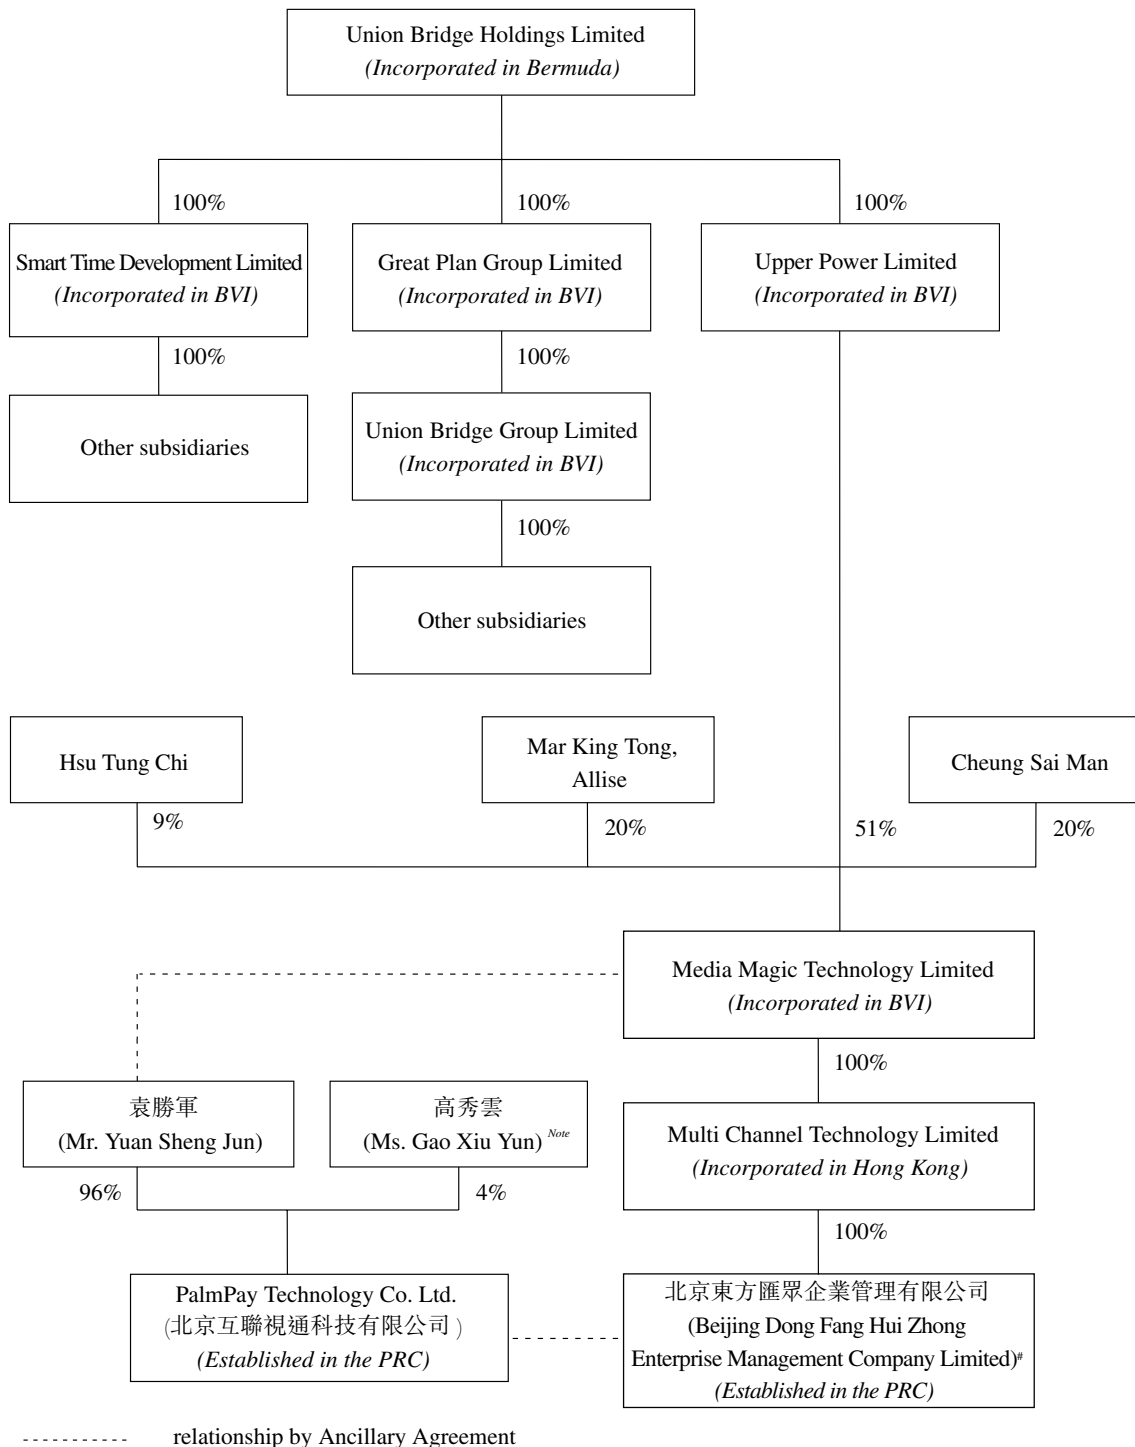 Union Bridge Holdings Limited
(Incorporated in Bermuda)
100%
100%
100%
Smart Time Development Limited
(Incorporated in BVI)
Great Plan Group Limited
(Incorporated in BVI)
Upper Power Limited
(Incorporated in BVI)
100%
100%
Other subsidiaries
Union Bridge Group Limited
(Incorporated in BVI)
100%
Other subsidiaries
Hsu Tung Chi
Mar King Tong,
Allise
Cheung Sai Man
9%
20%
51%
20%
Media Magic Technology Limited
(Incorporated in BVI)
100%
袁勝軍
(Mr. Yuan Sheng Jun)
高秀雲
(Ms. Gao Xiu Yun) Note
Multi Channel Technology Limited
(Incorporated in Hong Kong)
96%
4%
100%
PalmPay Technology Co. Ltd.
(北京互聯視通科技有限公司)
(Established in the PRC)
北京東方匯眾企業管理有限公司
(Beijing Dong Fang Hui Zhong
Enterprise Management Company Limited)#
(Established in the PRC)
relationship by Ancillary Agreement